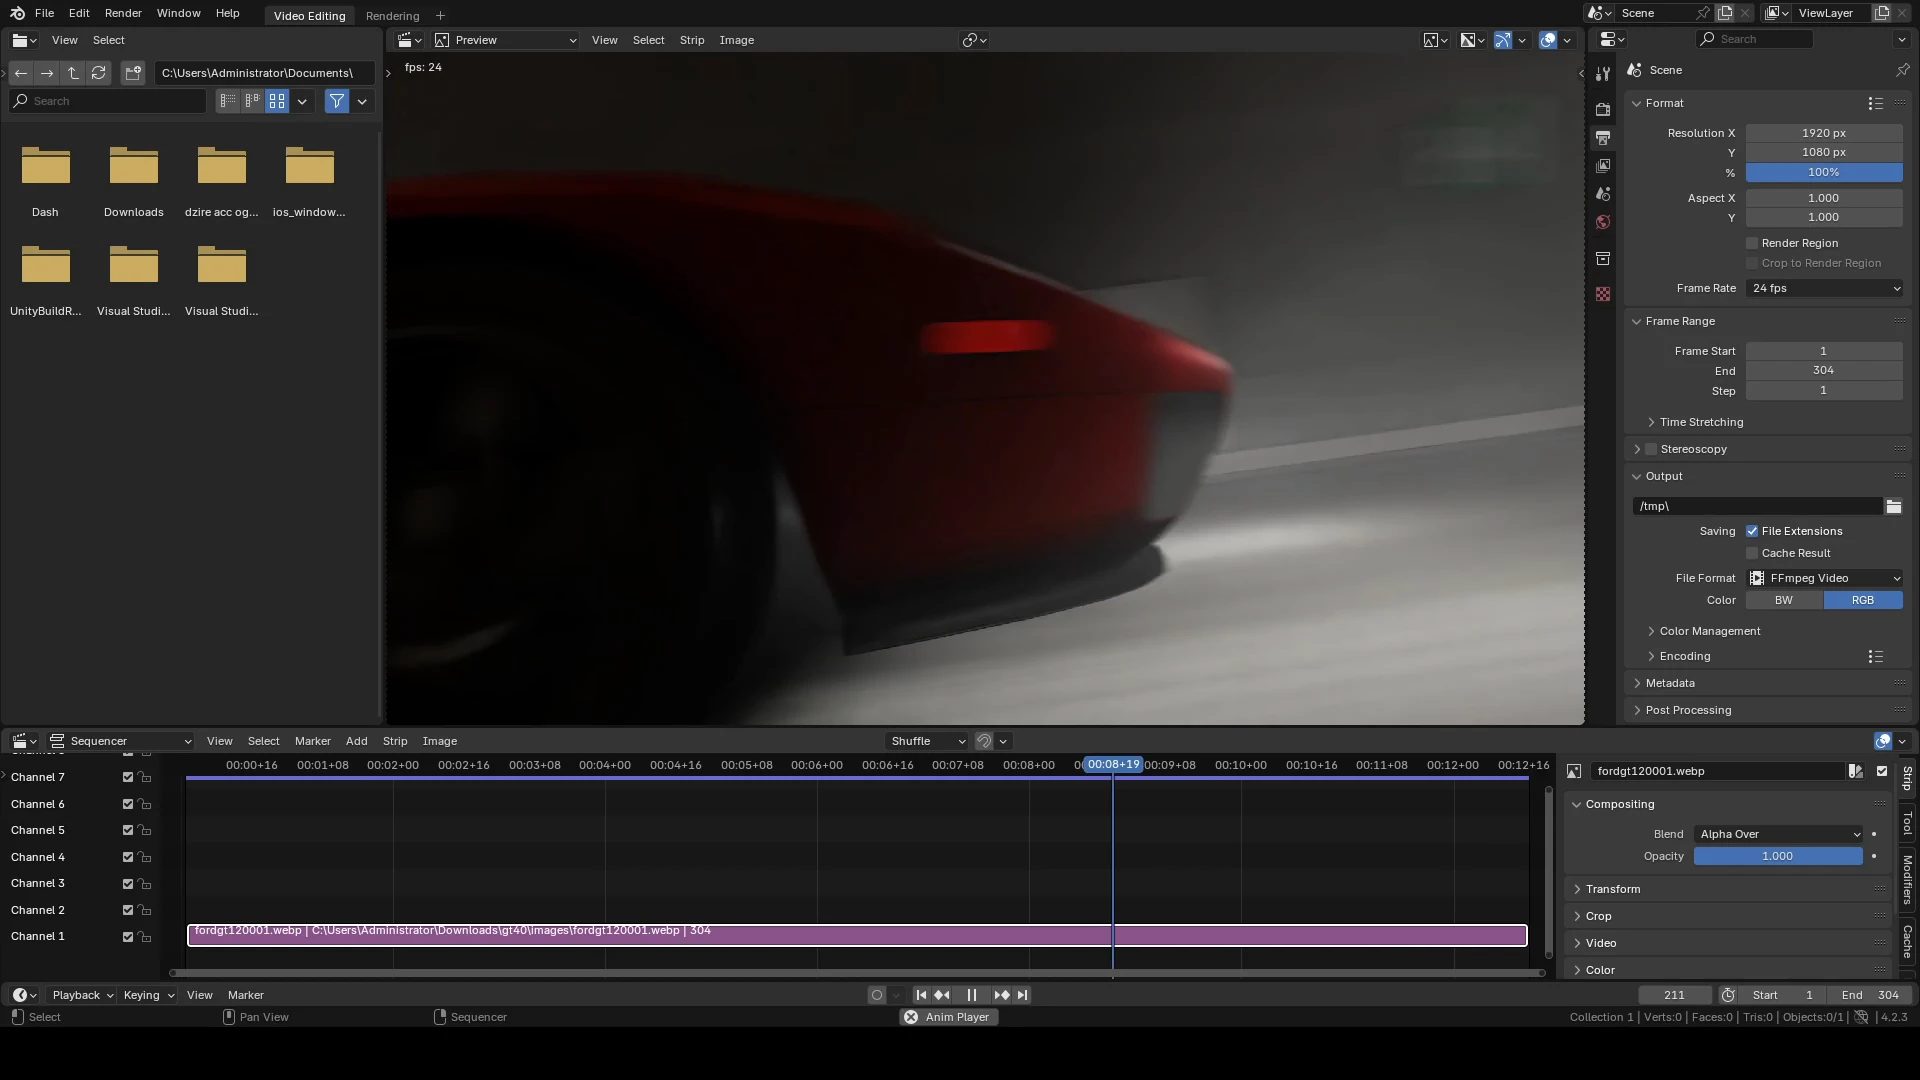 File Edit Render Window Help Video Editing Rendering + Scene ViewLayer
View Select Preview View Select Strip Image Search
C:\Users\Administrator\Documents\ fps: 24 Scene
Search
Dash Downloads dzire acc og... ios_window...
UnityBuildR... Visual Studi... Visual Studi...
Format
Resolution X 1920 px
Y 1080 px
% 100%
Aspect X 1.000
Y 1.000
Render Region
Crop to Render Region
Frame Rate 24 fps
Frame Range
Frame Start 1
End 304
Step 1
Time Stretching
Stereoscopy
Output
/tmp\
Saving File Extensions
Cache Result
File Format FFmpeg Video
Color BW RGB
Color Management
Encoding
Metadata
Post Processing
Sequencer View Select Marker Add Strip Image Shuffle
00:00+16 00:01+08 00:02+00 00:02+16 00:03+08 00:04+00 00:04+16 00:05+08 00:06+00 00:06+16 00:07+08 00:08+00 00:08+19 00:09+08 00:10+00 00:10+16 00:11+08 00:12+00 00:12+16
Channel 7
Channel 6
Channel 5
Channel 4
Channel 3
Channel 2
Channel 1
fordgt120001.webp | C:\Users\Administrator\Downloads\gt40\images\fordgt120001.webp | 304
fordgt120001.webp
Compositing
Blend Alpha Over
Opacity 1.000
Transform
Crop
Video
Color
Strip
Tool
Modifiers
Cache
Playback Keying View Marker 211 Start 1 End 304
Select Pan View Sequencer Anim Player Collection 1 | Verts:0 | Faces:0 | Tris:0 | Objects:0/1 | 4.2.3